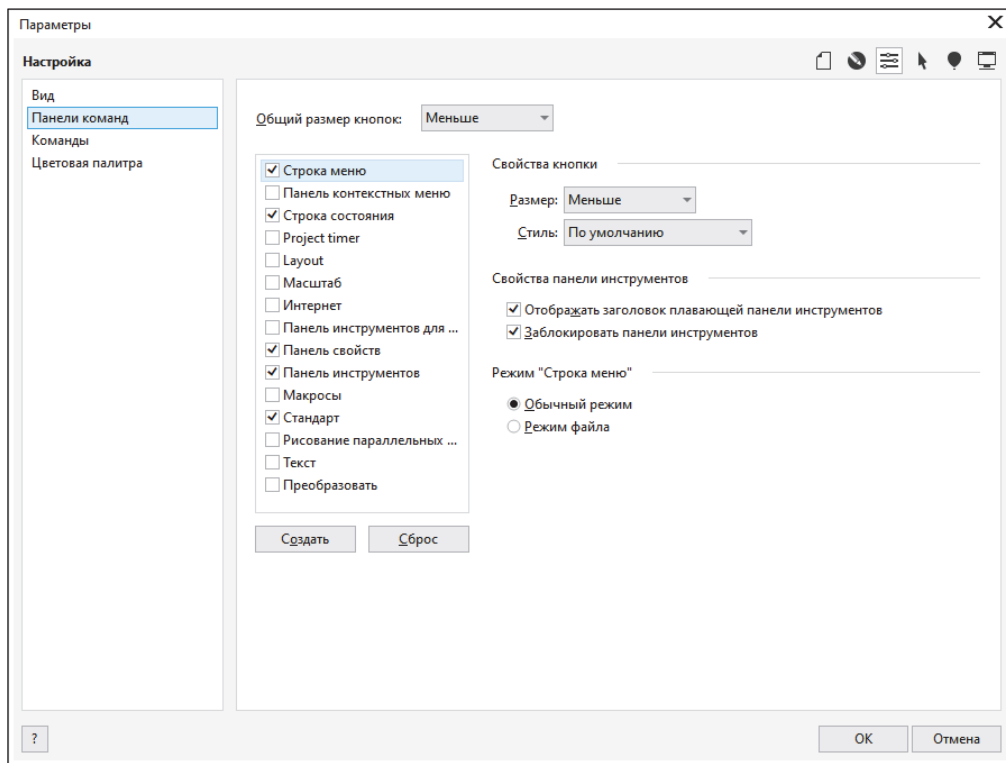 Параметры
Настройка
Вид
Панели команд
Команды
Цветовая палитра
Общий размер кнопок: Меньше
Строка меню
Панель контекстных меню
Строка состояния
Project timer
Layout
Масштаб
Интернет
Панель инструментов для ...
Панель свойств
Панель инструментов
Макросы
Стандарт
Рисование параллельных ...
Текст
Преобразовать
Создать
Сброс
Свойства кнопки
Размер: Меньше
Стиль: По умолчанию
Свойства панели инструментов
Отображать заголовок плавающей панели инструментов
Заблокировать панели инструментов
Режим "Строка меню"
Обычный режим
Режим файла
?
ОК
Отмена